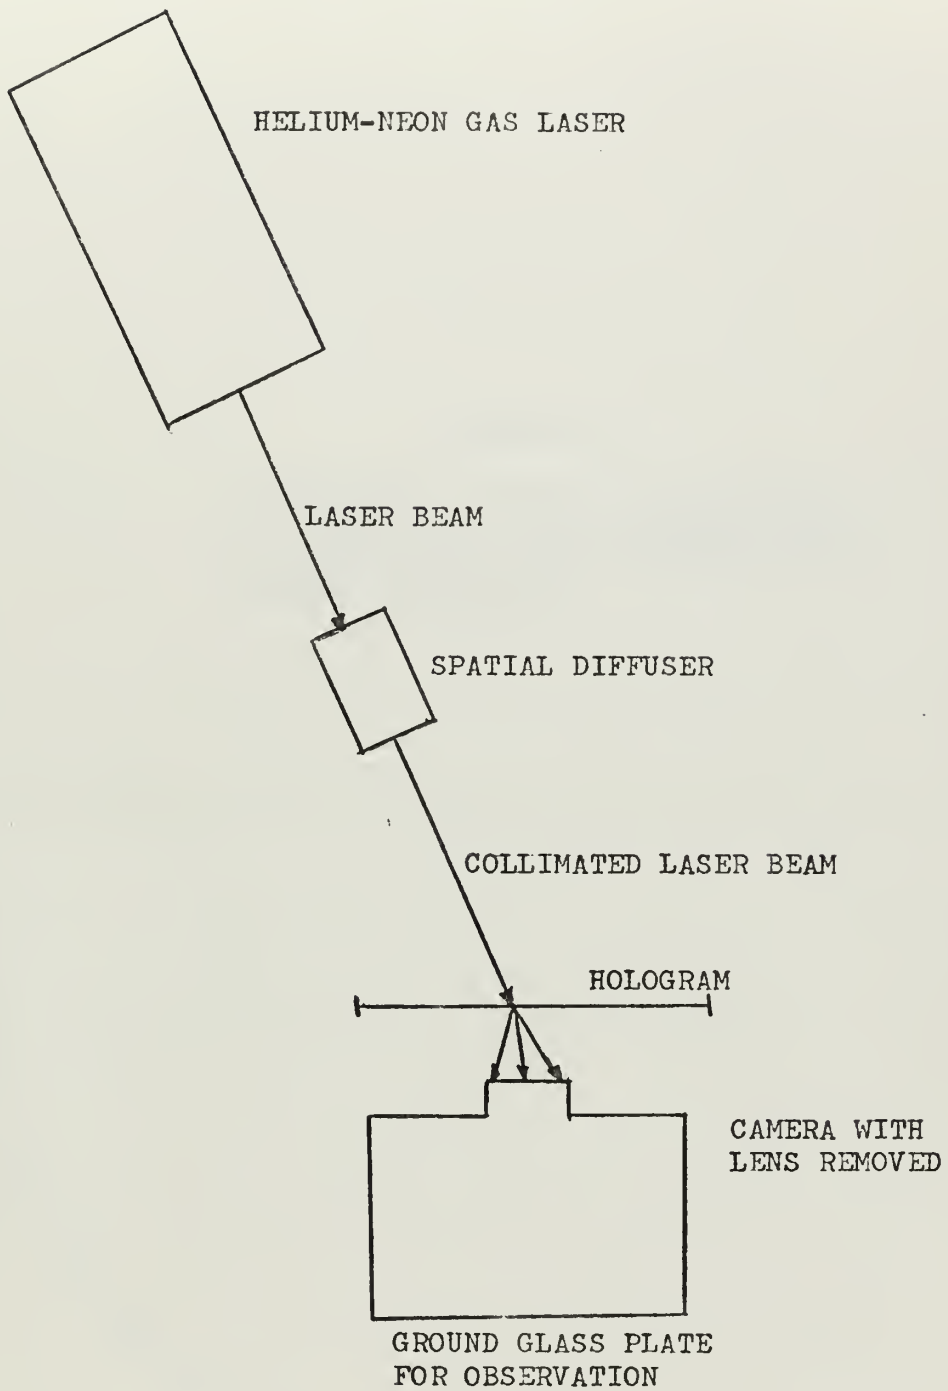 HELIUM-NEON GAS LASER
LASER BEAM
SPATIAL DIFFUSER
COLLIMATED LASER BEAM
HOLOGRAM
CAMERA WITH
LENS REMOVED
GROUND GLASS PLATE
FOR OBSERVATION